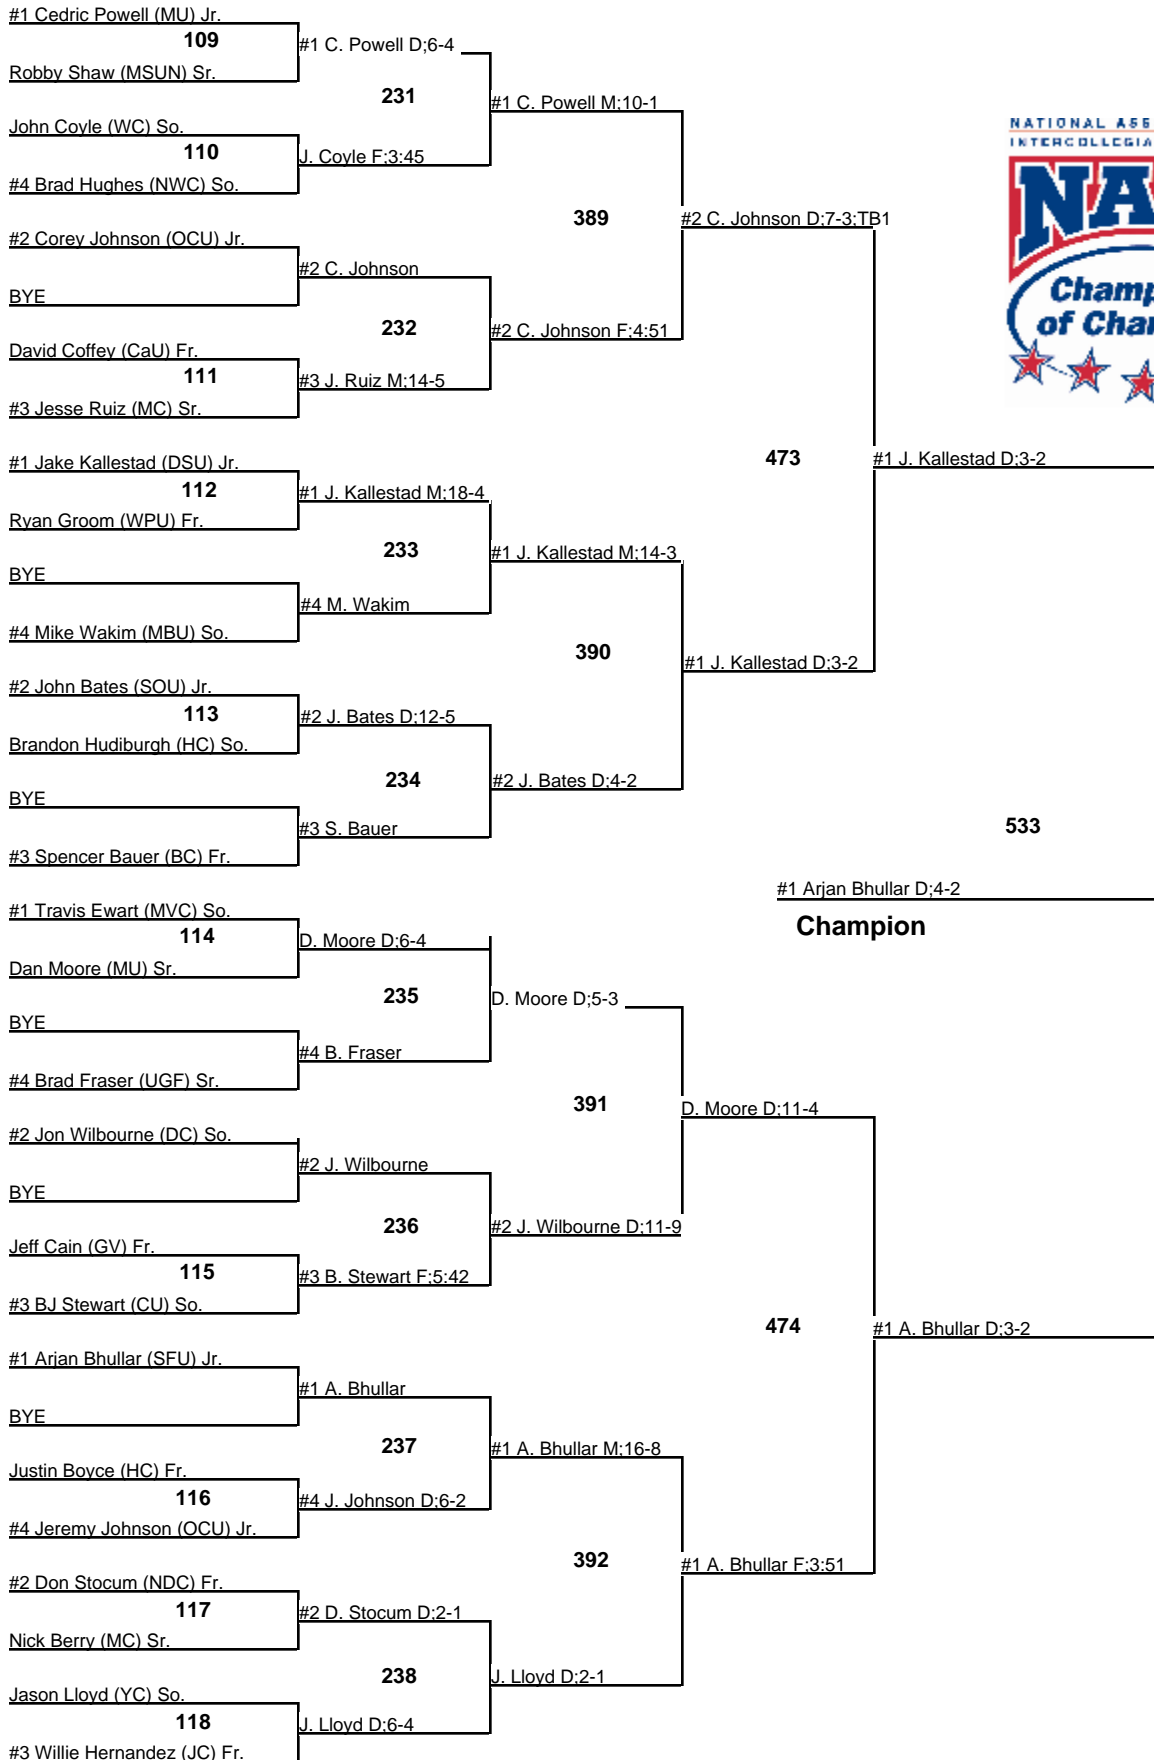 #1 Cedric Powell (MU) Jr.
109
#1 C. Powell D;6-4
Robby Shaw (MSUN) Sr.
231
#1 C. Powell M;10-1
John Coyle (WC) So.
110
J. Coyle F;3:45
#4 Brad Hughes (NWC) So.
389
#2 C. Johnson D;7-3;TB1
#2 Corey Johnson (OCU) Jr.
#2 C. Johnson
BYE
232
#2 C. Johnson F;4:51
David Coffey (CaU) Fr.
111
#3 J. Ruiz M;14-5
#3 Jesse Ruiz (MC) Sr.
NATIONAL ASS
INTERCOLLEGIA
NA
Champ
of Char
473
#1 J. Kallestad D;3-2
#1 Jake Kallestad (DSU) Jr.
112
#1 J. Kallestad M;18-4
Ryan Groom (WPU) Fr.
233
#1 J. Kallestad M;14-3
BYE
#4 M. Wakim
#4 Mike Wakim (MBU) So.
390
#1 J. Kallestad D;3-2
#2 John Bates (SOU) Jr.
113
#2 J. Bates D;12-5
Brandon Hudiburgh (HC) So.
234
#2 J. Bates D;4-2
BYE
#3 S. Bauer
#3 Spencer Bauer (BC) Fr.
533
#1 Arjan Bhullar D;4-2
Champion
#1 Travis Ewart (MVC) So.
114
D. Moore D;6-4
Dan Moore (MU) Sr.
235
D. Moore D;5-3
BYE
#4 B. Fraser
#4 Brad Fraser (UGF) Sr.
391
D. Moore D;11-4
#2 Jon Wilbourne (DC) So.
#2 J. Wilbourne
BYE
236
#2 J. Wilbourne D;11-9
Jeff Cain (GV) Fr.
115
#3 B. Stewart F;5:42
#3 BJ Stewart (CU) So.
474
#1 A. Bhullar D;3-2
#1 Arjan Bhullar (SFU) Jr.
#1 A. Bhullar
BYE
237
#1 A. Bhullar M;16-8
Justin Boyce (HC) Fr.
116
#4 J. Johnson D;6-2
#4 Jeremy Johnson (OCU) Jr.
392
#1 A. Bhullar F;3:51
#2 Don Stocum (NDC) Fr.
117
#2 D. Stocum D;2-1
Nick Berry (MC) Sr.
238
J. Lloyd D;2-1
Jason Lloyd (YC) So.
118
J. Lloyd D;6-4
#3 Willie Hernandez (JC) Fr.